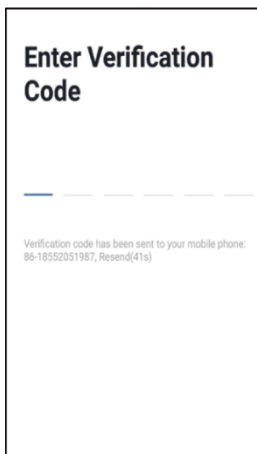 Enter Verification
Code
Verification code has been sent to your mobile phone:
86-18552051987, Resend(41s)